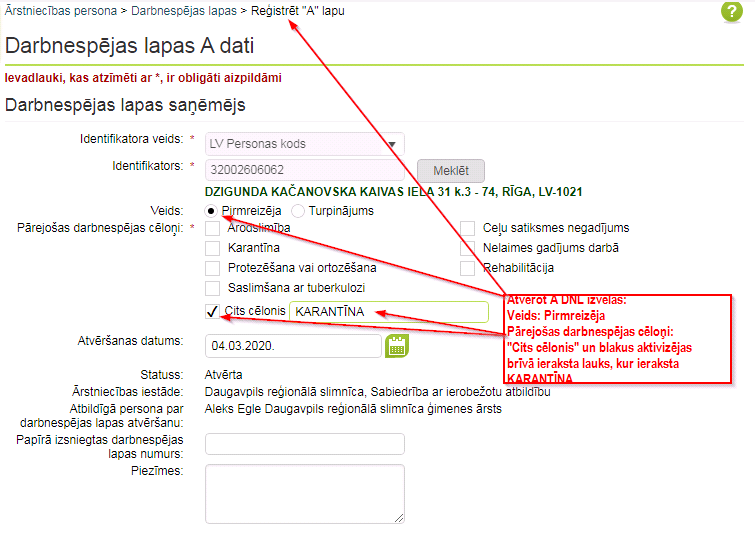 Ārstniecības persona > Darbnespējas lapas > Reģistrēt "A" lapu
?
Darbnespējas lapas A dati
Ievadlauki, kas atzīmēti ar *, ir obligāti aizpildāmi
Darbnespējas lapas saņēmējs
Identifikatora veids: * LV Personas kods
Identifikators: * 32002606062 Meklēt
DZIGUNDA KAČANOVSKA KAIVAS IELA 31 k.3 - 74, RĪGA, LV-1021
Veids: Pirmreizēja Turpinājums
Pārejošas darbnespējas cēloņi: * Arodslimība Ceļu satiksmes negadījums
Karantīna Nelaimes gadījums darbā
Protezēšana vai ortozēšana Rehabilitācija
Saslimšana ar tuberkulozi
Cits cēlonis KARANTĪNA
Atverot A DNL izvēlas:
Veids: Pirmreizēja
Pārejošas darbnespējas cēloņi:
"Cits cēlonis" un blakus aktivizējas
brīvā ieraksta lauks, kur ieraksta
KARANTĪNA
Atvēršanas datums: 04.03.2020.
Statuss: Atvērta
Ārstniecības iestāde: Daugavpils reģionālā slimnīca, Sabiedrība ar ierobežotu atbildību
Atbildīgā persona par Aleks Egle Daugavpils reģionālā slimnīca ģimenes ārsts
darbnespējas lapas atvēršanu:
Papīrā izsniegtas darbnespējas
lapas numurs:
Piezīmes: